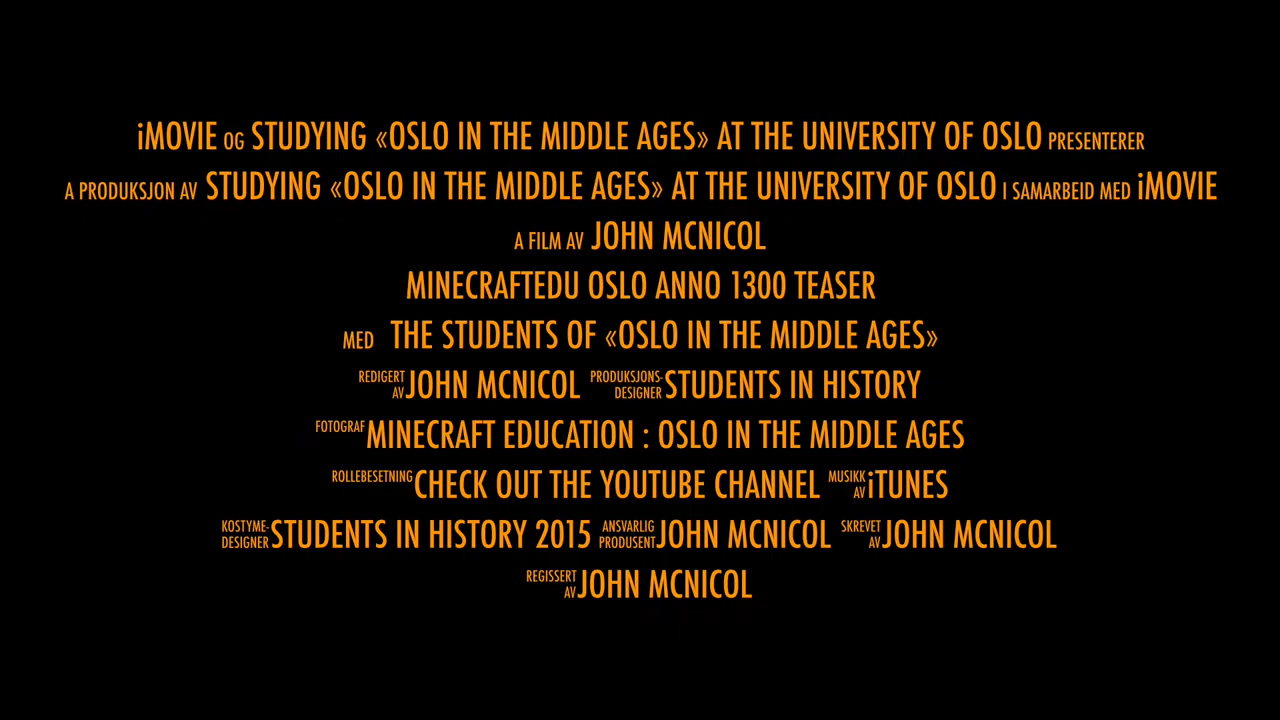 iMOVIE OG STUDYING «OSLO IN THE MIDDLE AGES» AT THE UNIVERSITY OF OSLO PRESENTERER
A PRODUKSJON AV STUDYING «OSLO IN THE MIDDLE AGES» AT THE UNIVERSITY OF OSLO I SAMARBEID MED iMOVIE
A FILM AV JOHN MCNICOL
MINECRAFTEDU OSLO ANNO 1300 TEASER
MED THE STUDENTS OF «OSLO IN THE MIDDLE AGES»
REDIGERT AV JOHN MCNICOL PRODUKSJONS-DESIGNER STUDENTS IN HISTORY
FOTOGRAF MINECRAFT EDUCATION : OSLO IN THE MIDDLE AGES
ROLLEBESETNING CHECK OUT THE YOUTUBE CHANNEL MUSIKK AV iTUNES
KOSTYME-DESIGNER STUDENTS IN HISTORY 2015 ANSVARLIG PRODUSENT JOHN MCNICOL SKREVET AV JOHN MCNICOL
REGISSERT AV JOHN MCNICOL